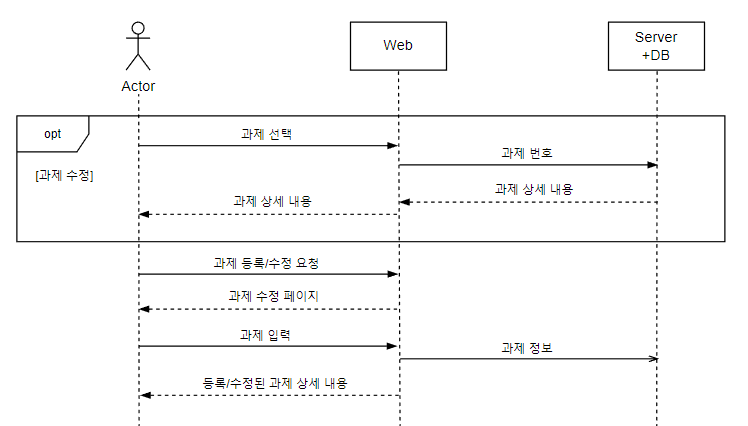 Actor
Web
Server
+DB
opt
[과제 수정]
과제 선택
과제 번호
과제 상세 내용
과제 상세 내용
과제 등록/수정 요청
과제 수정 페이지
과제 입력
과제 정보
등록/수정된 과제 상세 내용